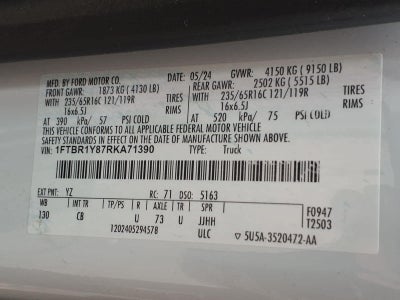 MFD. BY FORD MOTOR CO. 05/24 GVWR: 4150 KG (9150 LB)
FRONT GAWR: 1873 KG (4130 LB) REAR GAWR: 2502 KG (5515 LB)
WITH 235/65R16C 121/119R TIRES WITH 235/65R16C 121/119R TIRES
16x6.5J RIMS 16x6.5J RIMS
AT 390 kPa/ 57 PSI COLD AT 520 kPa/ 75 PSI COLD
THIS VEHICLE CONFORMS TO ALL APPLICABLE FEDERAL MOTOR VEHICLE
SAFETY STANDARDS IN EFFECT ON THE DATE OF MANUFACTURE SHOWN ABOVE.
VIN: 1FTBR1Y87RKA71390 TYPE: Truck
EXT PNT: YZ RC: 71 DSO: 5163
WB INT TR TP/PS R AXLE TR SPR F0947
130 CB U 73 U JJHH T2503
1202405294578 ULC ▽ 5U5A-3520472-AA